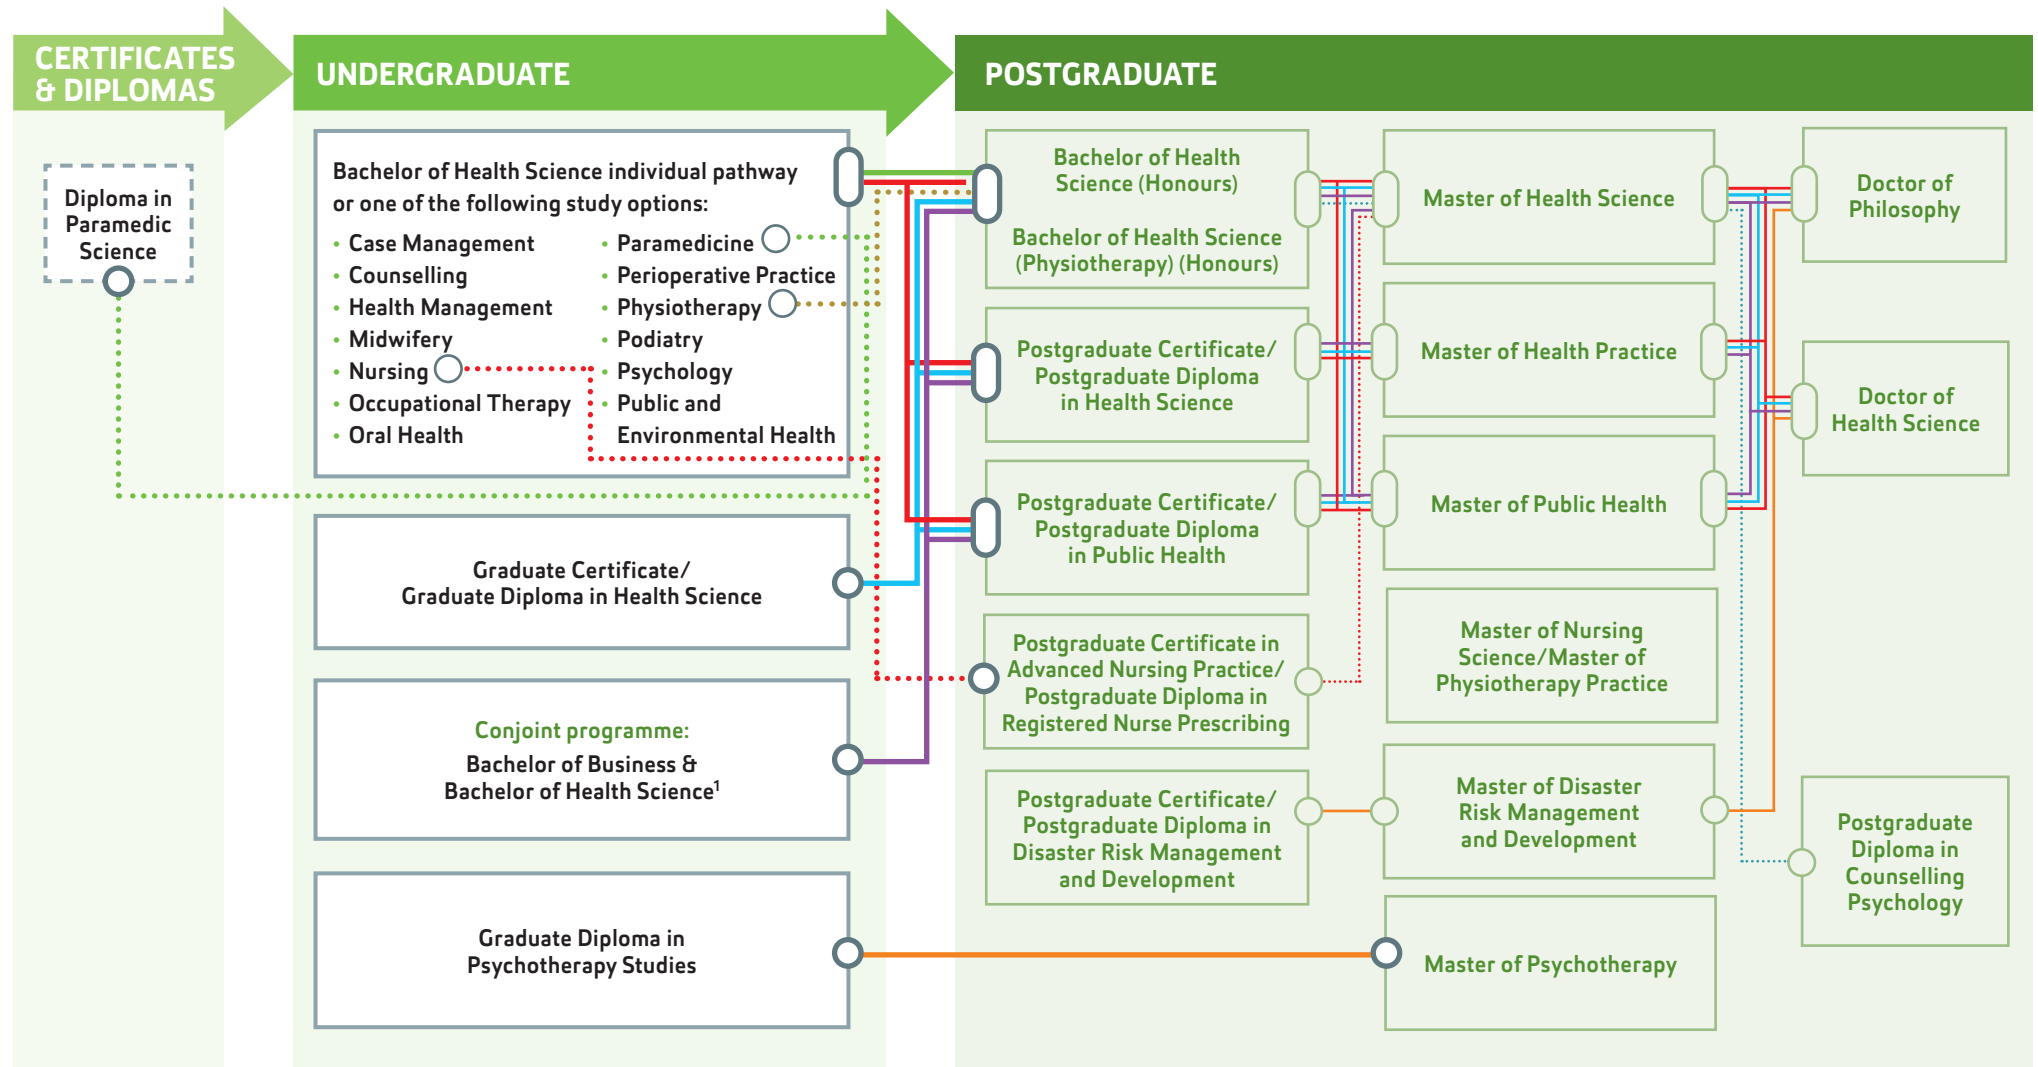 CERTIFICATES
& DIPLOMAS
UNDERGRADUATE
POSTGRADUATE
Diploma in
Paramedic
Science
Bachelor of Health Science individual pathway
or one of the following study options:
• Case Management
• Counselling
• Health Management
• Midwifery
• Nursing
• Occupational Therapy
• Oral Health
• Paramedicine
• Perioperative Practice
• Physiotherapy
• Podiatry
• Psychology
• Public and
Environmental Health
Graduate Certificate/
Graduate Diploma in Health Science
Conjoint programme:
Bachelor of Business &
Bachelor of Health Science¹
Graduate Diploma in
Psychotherapy Studies
Bachelor of Health
Science (Honours)
Bachelor of Health Science
(Physiotherapy) (Honours)
Postgraduate Certificate/
Postgraduate Diploma
in Health Science
Postgraduate Certificate/
Postgraduate Diploma
in Public Health
Postgraduate Certificate in
Advanced Nursing Practice/
Postgraduate Diploma in
Registered Nurse Prescribing
Postgraduate Certificate/
Postgraduate Diploma in
Disaster Risk Management
and Development
Master of Health Science
Master of Health Practice
Master of Public Health
Master of Nursing
Science/Master of
Physiotherapy Practice
Master of Disaster
Risk Management
and Development
Master of Psychotherapy
Doctor of
Philosophy
Doctor of
Health Science
Postgraduate
Diploma in
Counselling
Psychology